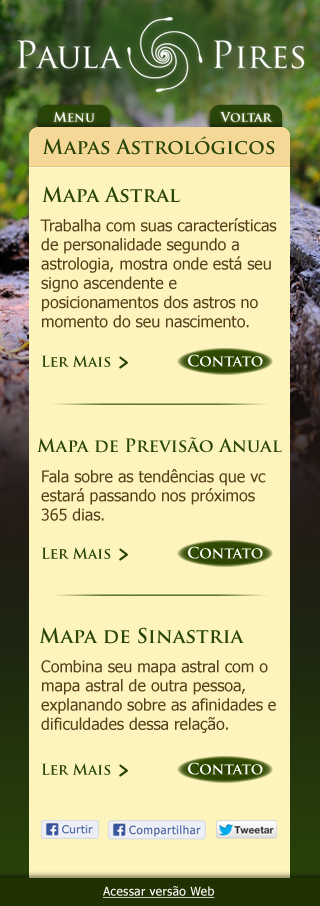 Paula Pires
Menu
Voltar
Mapas Astrológicos
Mapa Astral
Trabalha com suas características
de personalidade segundo a
astrologia, mostra onde está seu
signo ascendente e
posicionamentos dos astros no
momento do seu nascimento.
Ler Mais >
Contato
Mapa de Previsão Anual
Fala sobre as tendências que vc
estará passando nos próximos
365 dias.
Ler Mais >
Contato
Mapa de Sinastria
Combina seu mapa astral com o
mapa astral de outra pessoa,
explanando sobre as afinidades e
dificuldades dessa relação.
Ler Mais >
Contato
Curtir
Compartilhar
Tweetar
Acessar versão Web